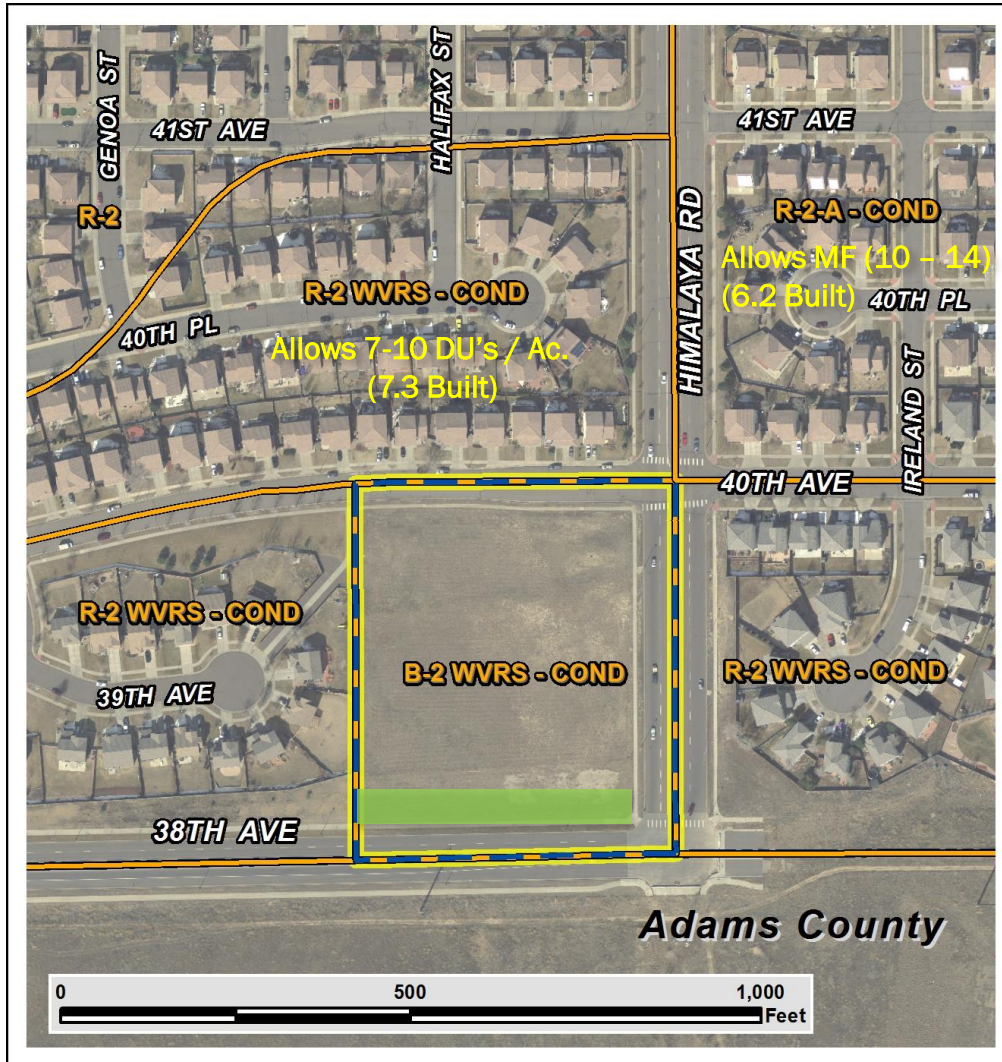 GENOA ST
HALIFAX ST
41ST AVE
41ST AVE
R-2
HIMALAYA RD
R-2-A - COND
Allows MF (10 – 14)
(6.2 Built)
40TH PL
R-2 WVRS - COND
40TH PL
Allows 7-10 DU's / Ac.
(7.3 Built)
IRELAND ST
40TH AVE
R-2 WVRS - COND
B-2 WVRS - COND
R-2 WVRS - COND
39TH AVE
38TH AVE
Adams County
0 500 1,000
Feet